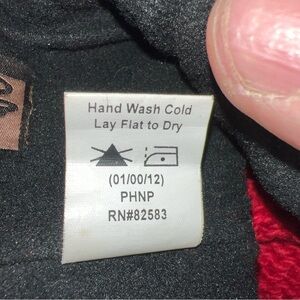 Hand Wash Cold
Lay Flat to Dry
(01/00/12)
PHNP
RN#82583